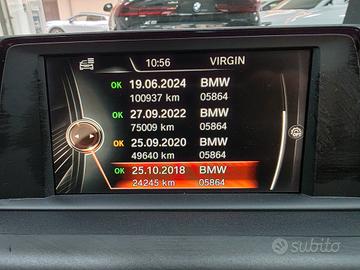 10:56 VIRGIN
OK 19.06.2024 BMW
100937 km 05864
OK 27.09.2022 BMW
75009 km 05864
OK 25.09.2020 BMW
49640 km 05864
OK 25.10.2018 BMW
24245 km 05864
subito